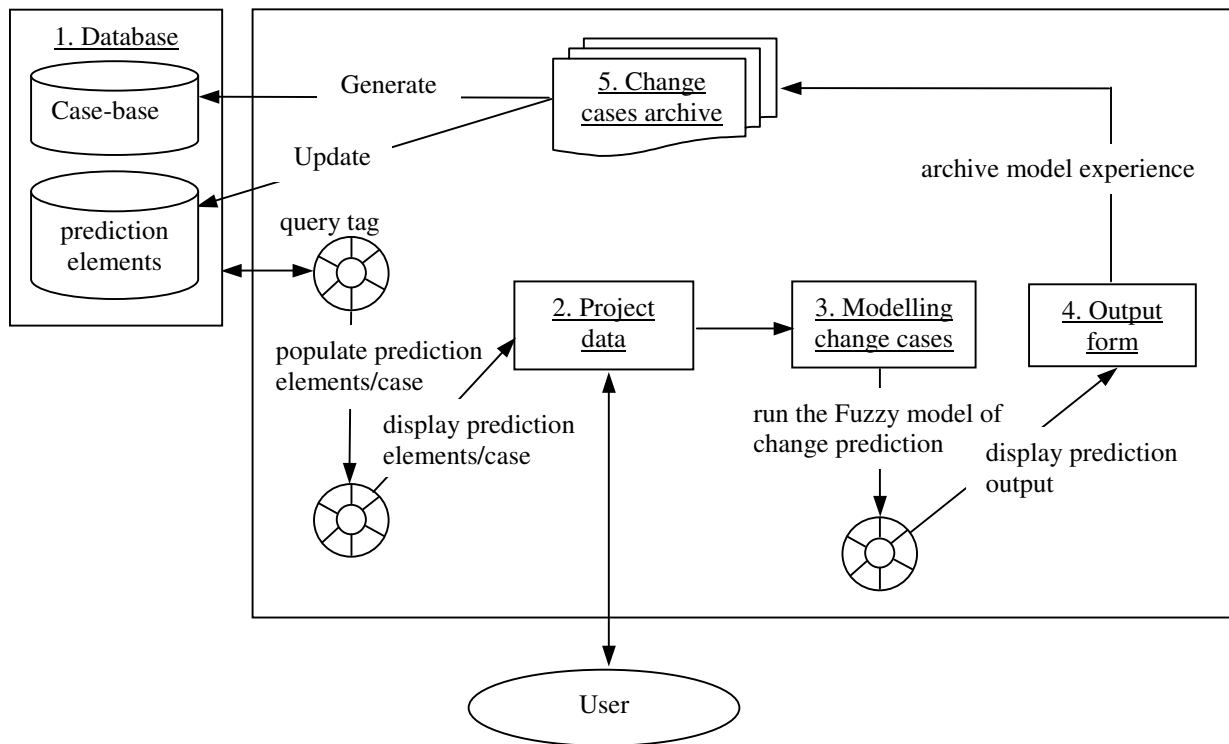 1. Database
Case-base
prediction
elements
Generate
Update
5. Change
cases archive
archive model experience
query tag
populate prediction
elements/case
display prediction
elements/case
2. Project
data
3. Modelling
change cases
4. Output
form
run the Fuzzy model of
change prediction
display prediction
output
User